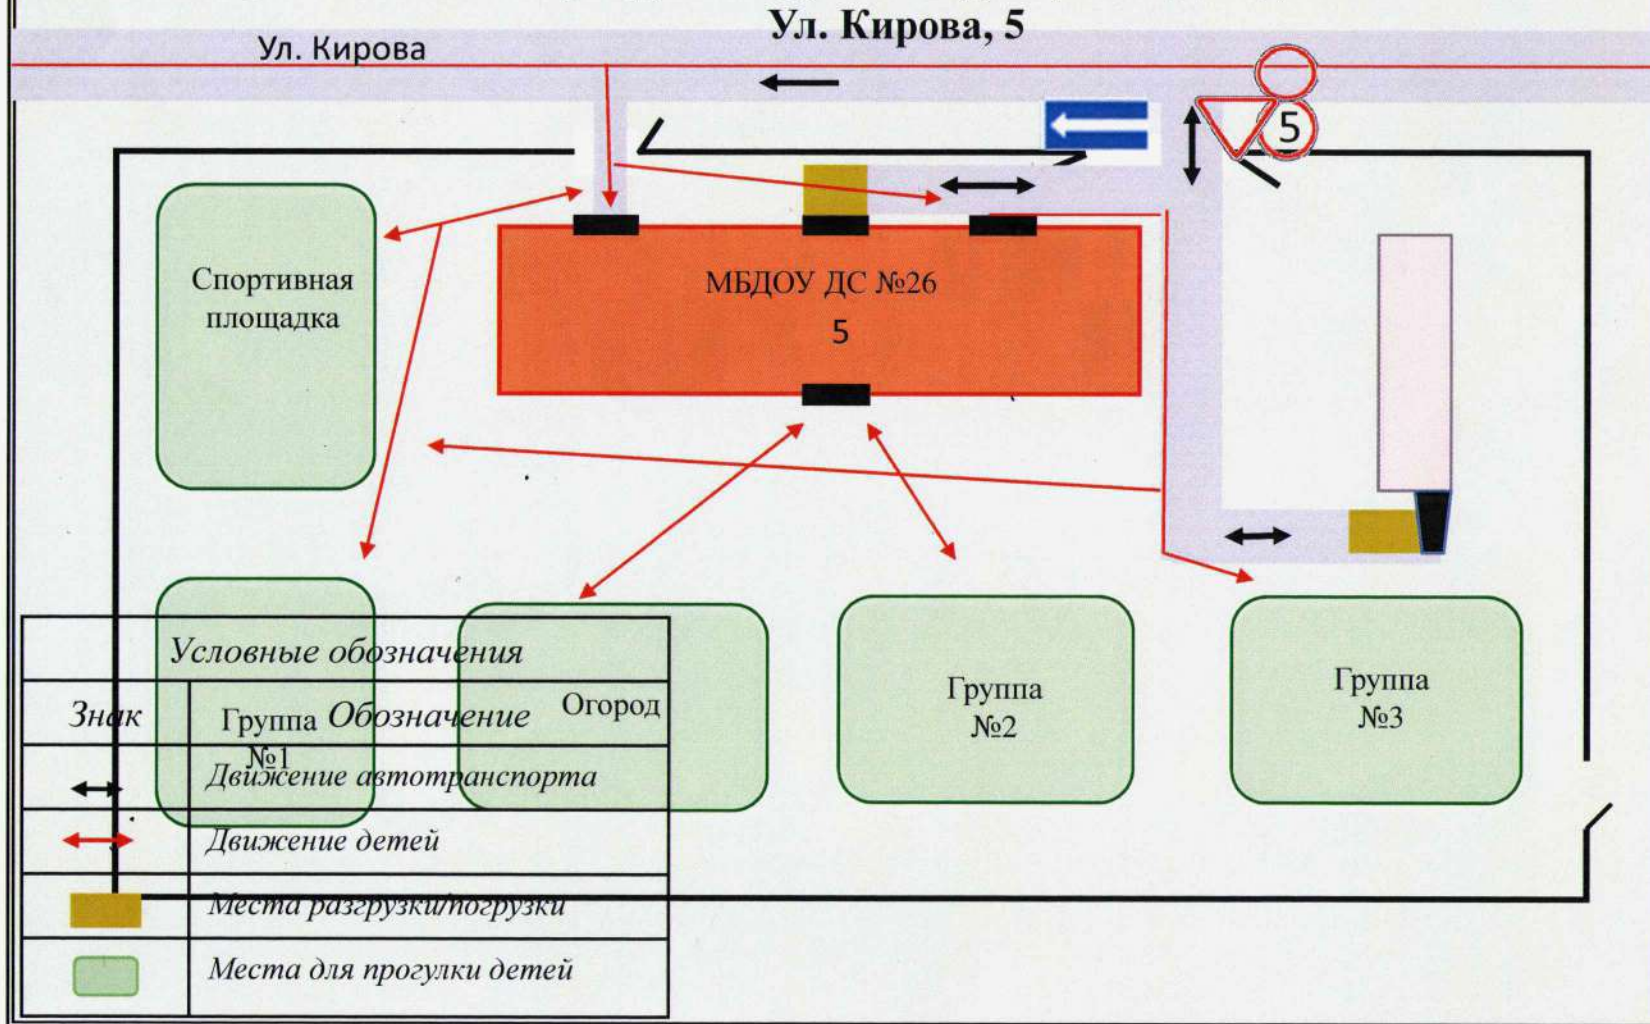 Ул. Кирова, 5
Ул. Кирова
5
Спортивная
площадка
МБДОУ ДС №26
5
Группа
№2
Группа
№3
Условные обозначения
Огород
Знак
Обозначение
Группа
№1
Движение автотранспорта
Движение детей
Места разгрузки/погрузки
Места для прогулки детей